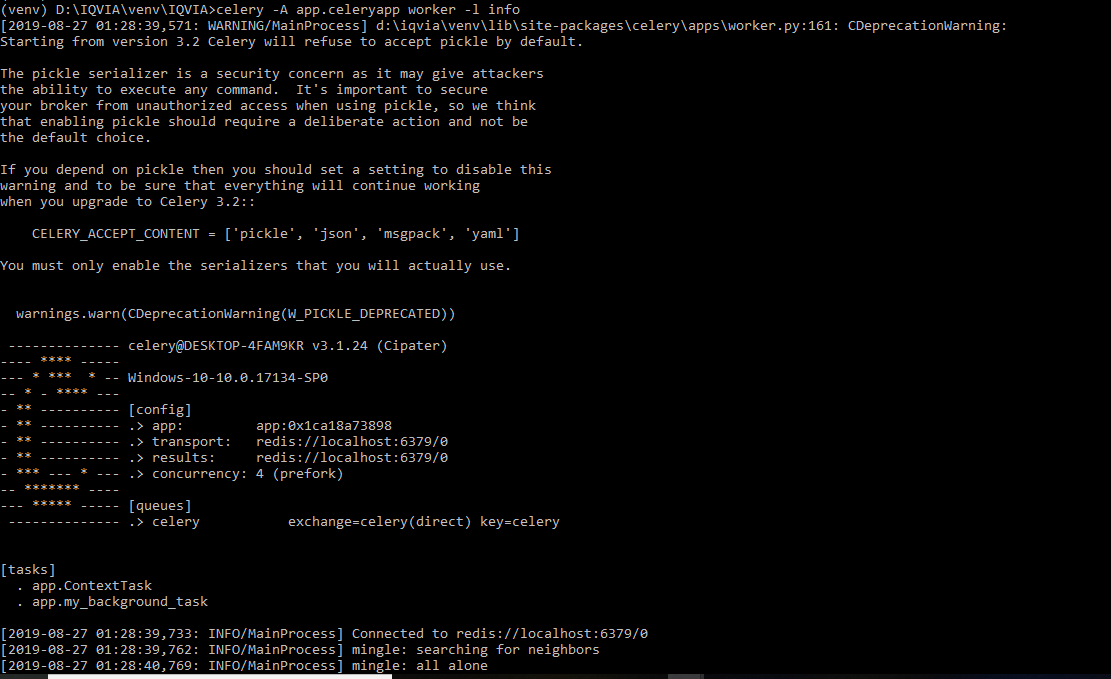 (venv) D:\IQVIA\venv\IQVIA>celery -A app.celeryapp worker -l info
[2019-08-27 01:28:39,571: WARNING/MainProcess] d:\iqvia\venv\lib\site-packages\celery\apps\worker.py:161: CDeprecationWarning:
Starting from version 3.2 Celery will refuse to accept pickle by default.

The pickle serializer is a security concern as it may give attackers
the ability to execute any command.  It's important to secure
your broker from unauthorized access when using pickle, so we think
that enabling pickle should require a deliberate action and not be
the default choice.

If you depend on pickle then you should set a setting to disable this
warning and to be sure that everything will continue working
when you upgrade to Celery 3.2::

    CELERY_ACCEPT_CONTENT = ['pickle', 'json', 'msgpack', 'yaml']

You must only enable the serializers that you will actually use.


  warnings.warn(CDeprecationWarning(W_PICKLE_DEPRECATED))

 -------------- celery@DESKTOP-4FAM9KR v3.1.24 (Cipater)
---- **** -----
--- * ***  * -- Windows-10-10.0.17134-SP0
-- * - **** ---
- ** ---------- [config]
- ** ---------- .> app:         app:0x1ca18a73898
- ** ---------- .> transport:   redis://localhost:6379/0
- ** ---------- .> results:     redis://localhost:6379/0
- *** --- * --- .> concurrency: 4 (prefork)
-- ******* ----
--- ***** ----- [queues]
 -------------- .> celery           exchange=celery(direct) key=celery


[tasks]
  . app.ContextTask
  . app.my_background_task

[2019-08-27 01:28:39,733: INFO/MainProcess] Connected to redis://localhost:6379/0
[2019-08-27 01:28:39,762: INFO/MainProcess] mingle: searching for neighbors
[2019-08-27 01:28:40,769: INFO/MainProcess] mingle: all alone